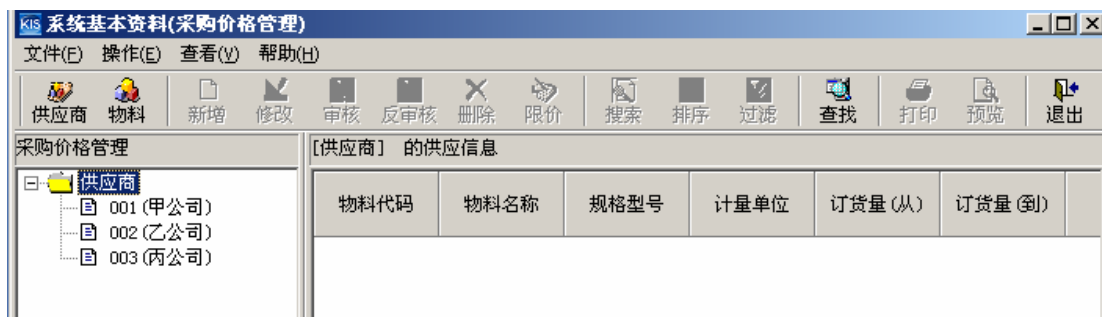 KIS 系统基本资料(采购价格管理)
文件(F) 操作(E) 查看(V) 帮助(H)
供应商 物料 新增 修改 审核 反审核 删除 限价 搜索 排序 过滤 查找 打印 预览 退出
采购价格管理
[供应商] 的供应信息
供应商
001(甲公司)
002(乙公司)
003(丙公司)
物料代码 物料名称 规格型号 计量单位 订货量(从) 订货量(到)